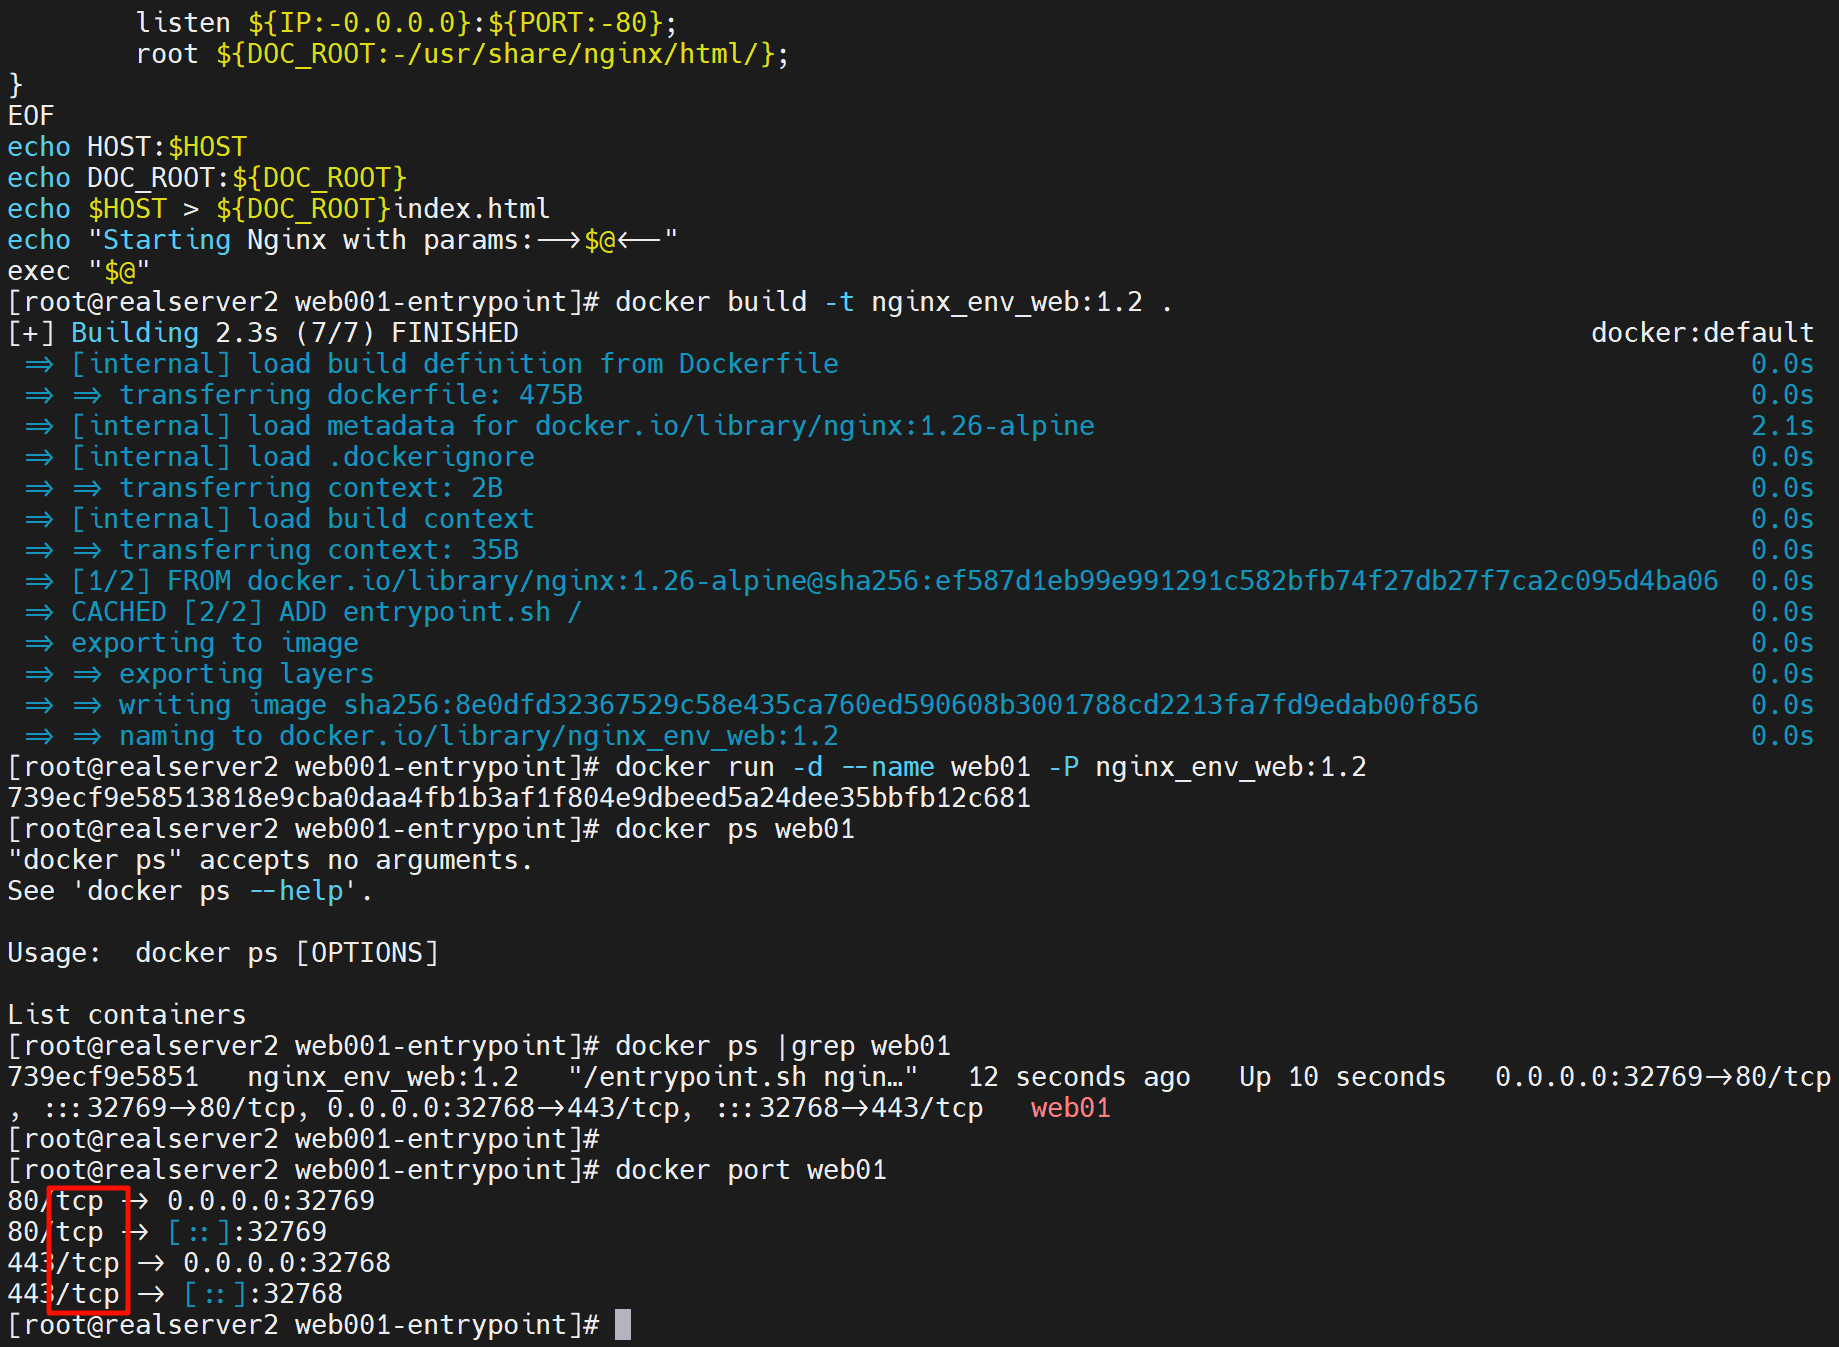 listen ${IP:-0.0.0.0}:${PORT:-80};
root ${DOC_ROOT:-/usr/share/nginx/html/};
}
EOF
echo HOST:$HOST
echo DOC_ROOT:${DOC_ROOT}
echo $HOST > ${DOC_ROOT}index.html
echo "Starting Nginx with params:-->$@<--"
exec "$@"
[root@realserver2 web001-entrypoint]# docker build -t nginx_env_web:1.2 .
[+] Building 2.3s (7/7) FINISHED docker:default
=> [internal] load build definition from Dockerfile 0.0s
=> => transferring dockerfile: 475B 0.0s
=> [internal] load metadata for docker.io/library/nginx:1.26-alpine 2.1s
=> [internal] load .dockerignore 0.0s
=> => transferring context: 2B 0.0s
=> [internal] load build context 0.0s
=> => transferring context: 35B 0.0s
=> [1/2] FROM docker.io/library/nginx:1.26-alpine@sha256:ef587d1eb99e991291c582bfb74f27db27f7ca2c095d4ba06 0.0s
=> CACHED [2/2] ADD entrypoint.sh / 0.0s
=> exporting to image 0.0s
=> => exporting layers 0.0s
=> => writing image sha256:8e0dfd32367529c58e435ca760ed590608b3001788cd2213fa7fd9edab00f856 0.0s
=> => naming to docker.io/library/nginx_env_web:1.2 0.0s
[root@realserver2 web001-entrypoint]# docker run -d --name web01 -P nginx_env_web:1.2
739ecf9e58513818e9cba0daa4fb1b3af1f804e9dbeed5a24dee35bbfb12c681
[root@realserver2 web001-entrypoint]# docker ps web01
"docker ps" accepts no arguments.
See 'docker ps --help'.
Usage:  docker ps [OPTIONS]
List containers
[root@realserver2 web001-entrypoint]# docker ps |grep web01
739ecf9e5851   nginx_env_web:1.2   "/entrypoint.sh ngin…"   12 seconds ago   Up 10 seconds   0.0.0.0:32769->80/tcp
, :::32769->80/tcp, 0.0.0.0:32768->443/tcp, :::32768->443/tcp   web01
[root@realserver2 web001-entrypoint]#
[root@realserver2 web001-entrypoint]# docker port web01
80/tcp -> 0.0.0.0:32769
80/tcp -> [::]:32769
443/tcp -> 0.0.0.0:32768
443/tcp -> [::]:32768
[root@realserver2 web001-entrypoint]#